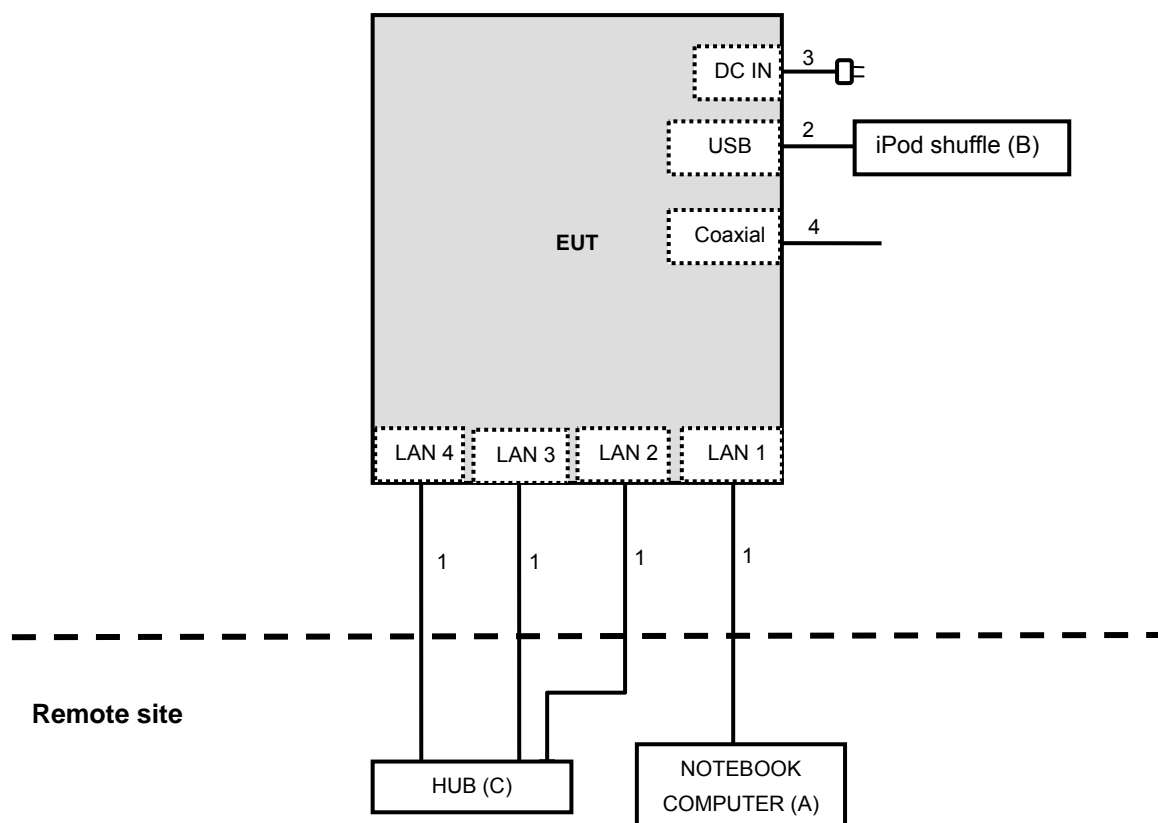 DC IN
3
USB
2
iPod shuffle (B)
Coaxial
4
EUT
LAN 4
LAN 3
LAN 2
LAN 1
1
1
1
1
Remote site
HUB (C)
NOTEBOOK
COMPUTER (A)